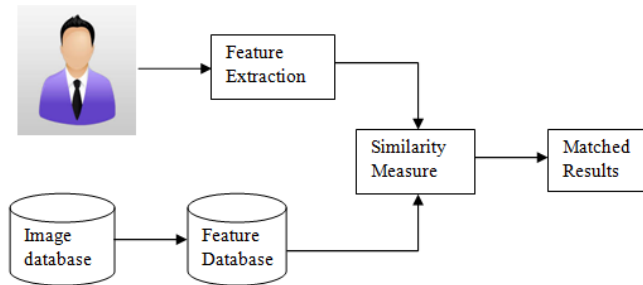 Feature
Extraction
Similarity
Measure
Matched
Results
Image
database
Feature
Database